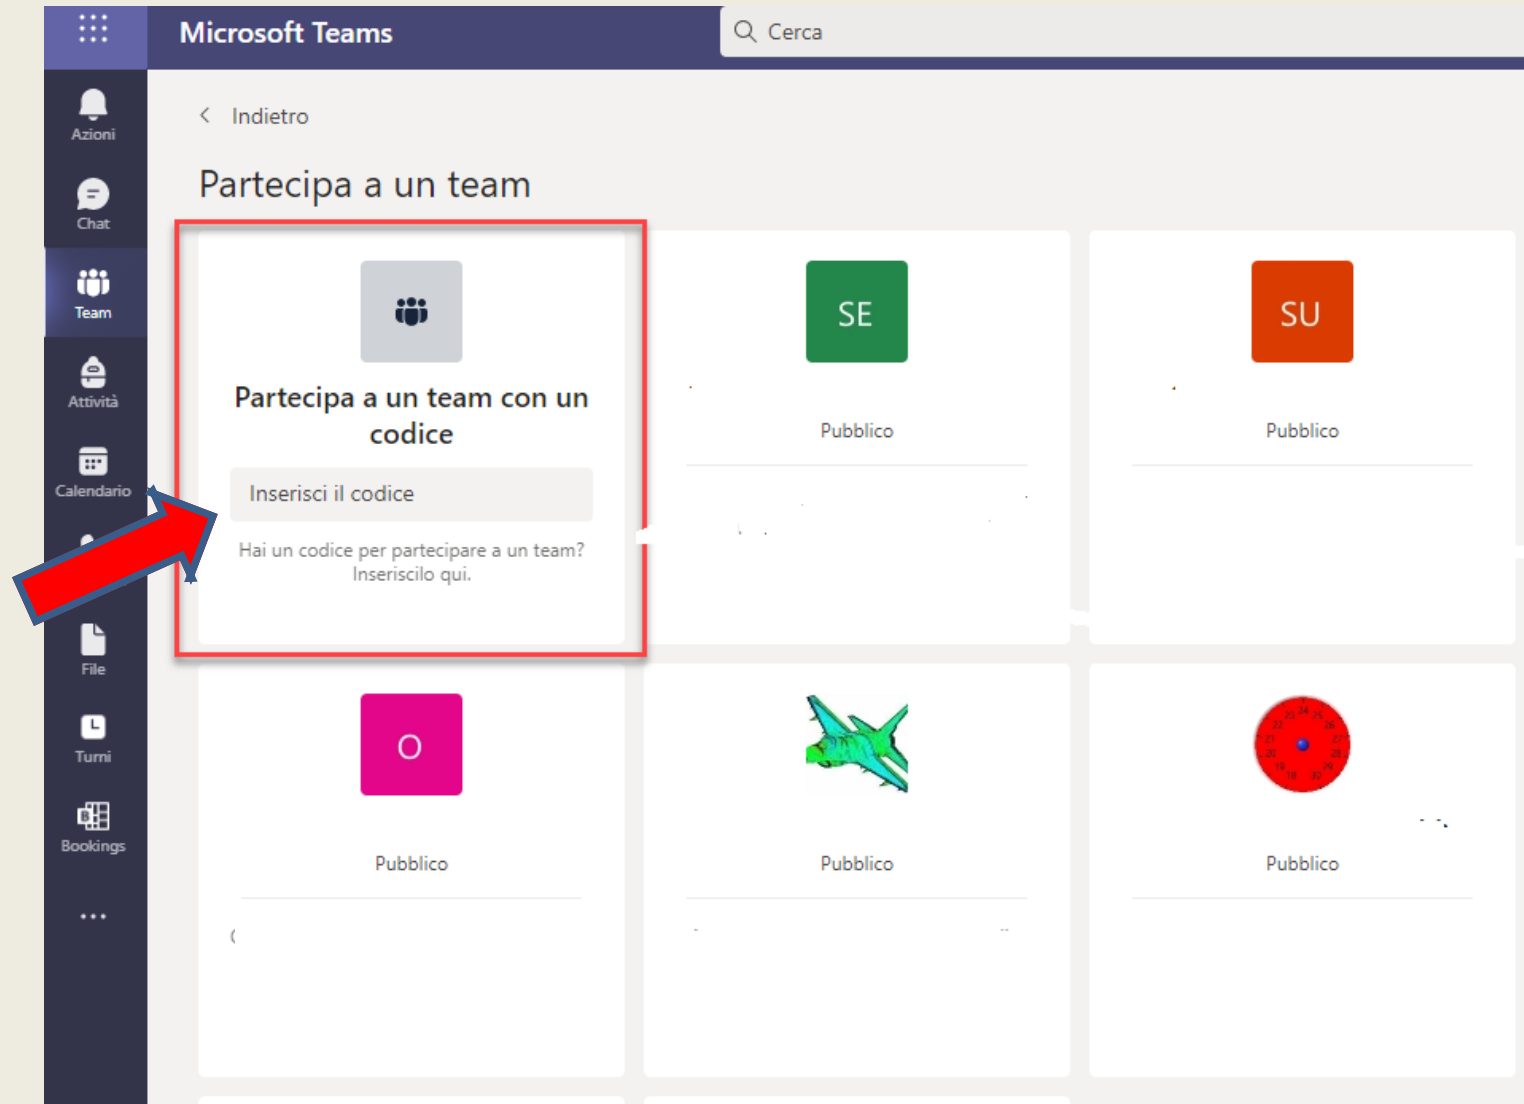 Microsoft Teams
Cerca
Azioni
Chat
Team
Attività
Calendario
File
Turni
Bookings
Indietro
Partecipa a un team
Partecipa a un team con un
codice
Inserisci il codice
Hai un codice per partecipare a un team?
Inseriscilo qui.
SE
Pubblico
SU
Pubblico
O
Pubblico
Pubblico
Pubblico